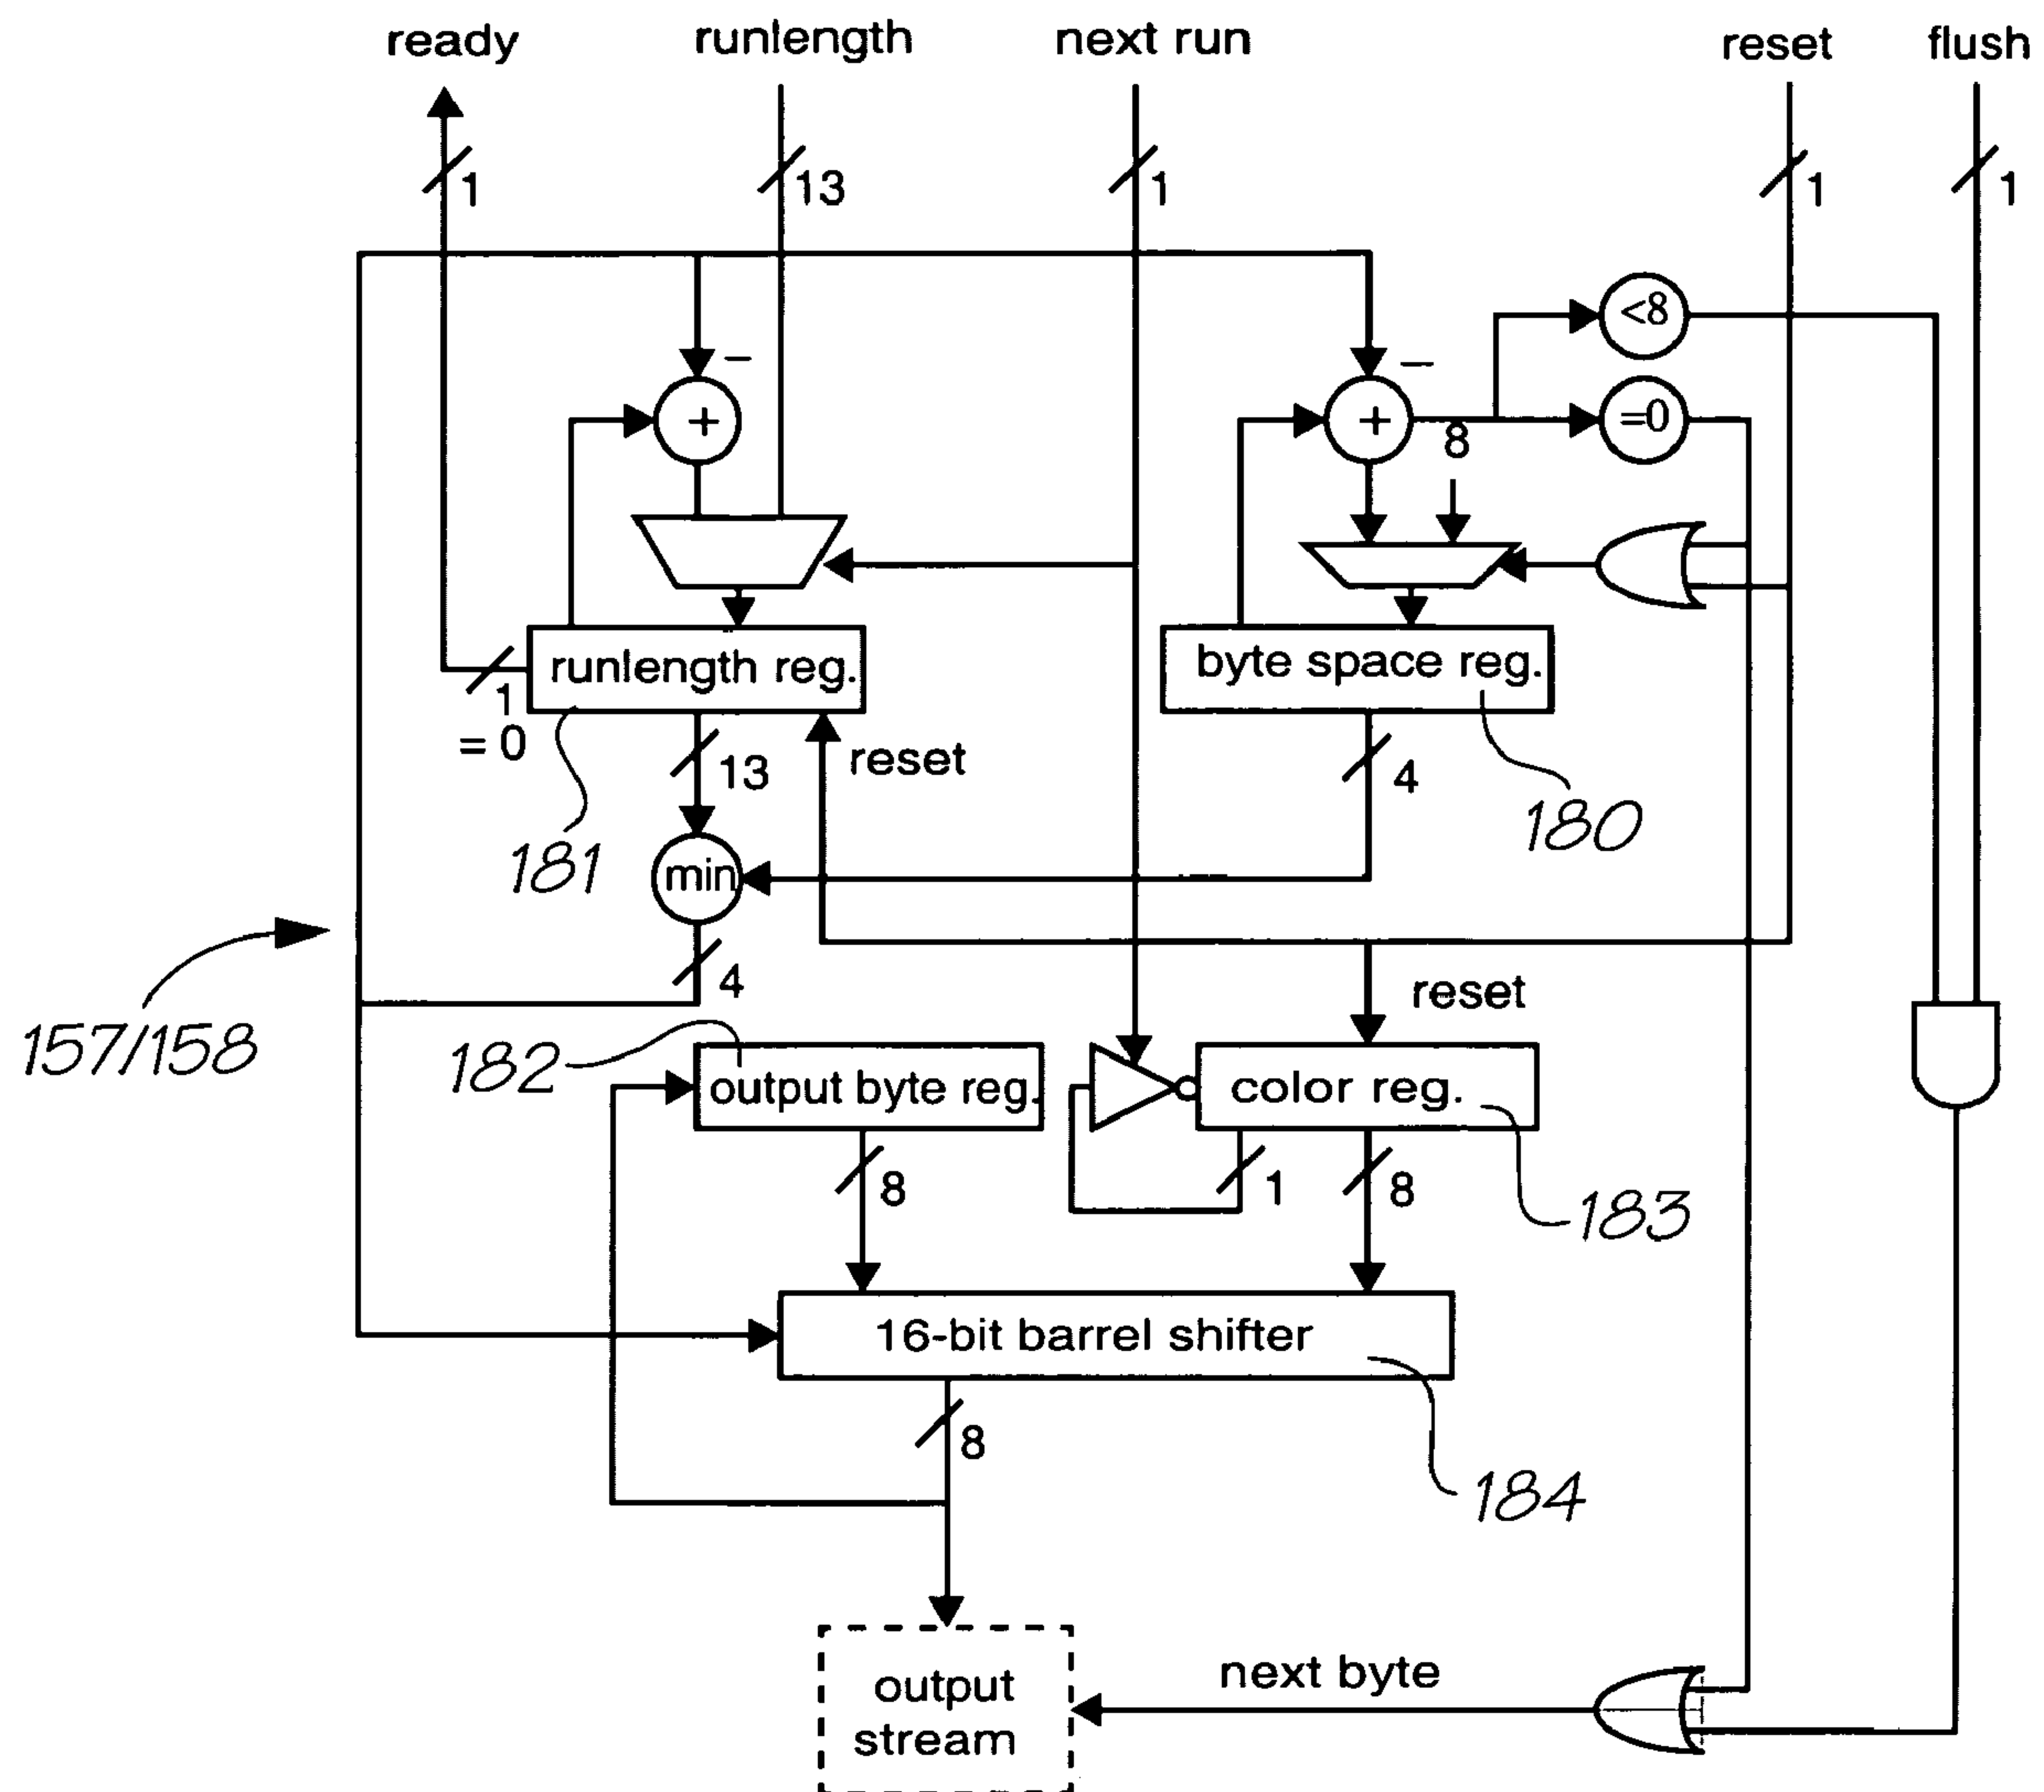 ready
runlength
next run
reset
flush
1
13
1
1
1
–
–
<8
+
+
=0
8
runlength reg.
byte space reg.
1
= 0
13
reset
4
180
181
min
4
reset
157/158
182
output byte reg.
color reg.
8
1
8
183
16-bit barrel shifter
8
184
next byte
output
stream